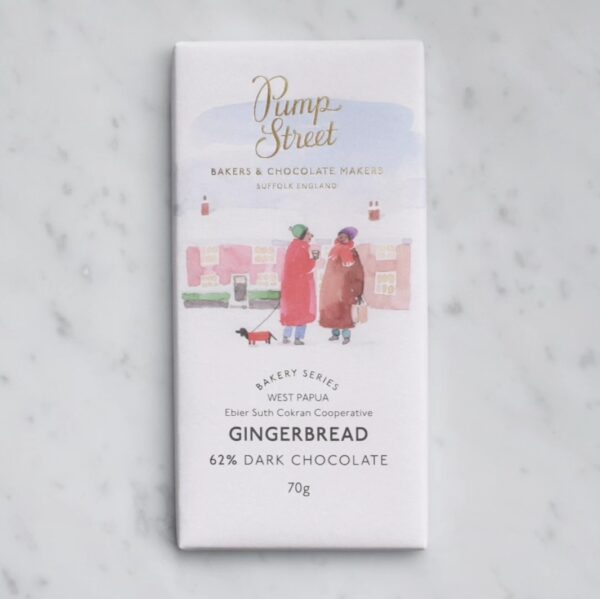 Pump
Street
BAKERS & CHOCOLATE MAKERS
SUFFOLK ENGLAND
BAKERY SERIES
WEST PAPUA
Ebier Suth Cokran Cooperative
GINGERBREAD
62% DARK CHOCOLATE
70g